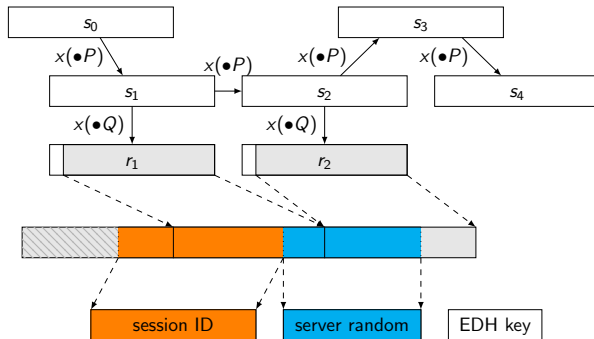 s0
s3
x(●P)
x(●P)
x(●P)
x(●P)
s1
s2
s4
x(●Q)
x(●Q)
r1
r2
session ID
server random
EDH key